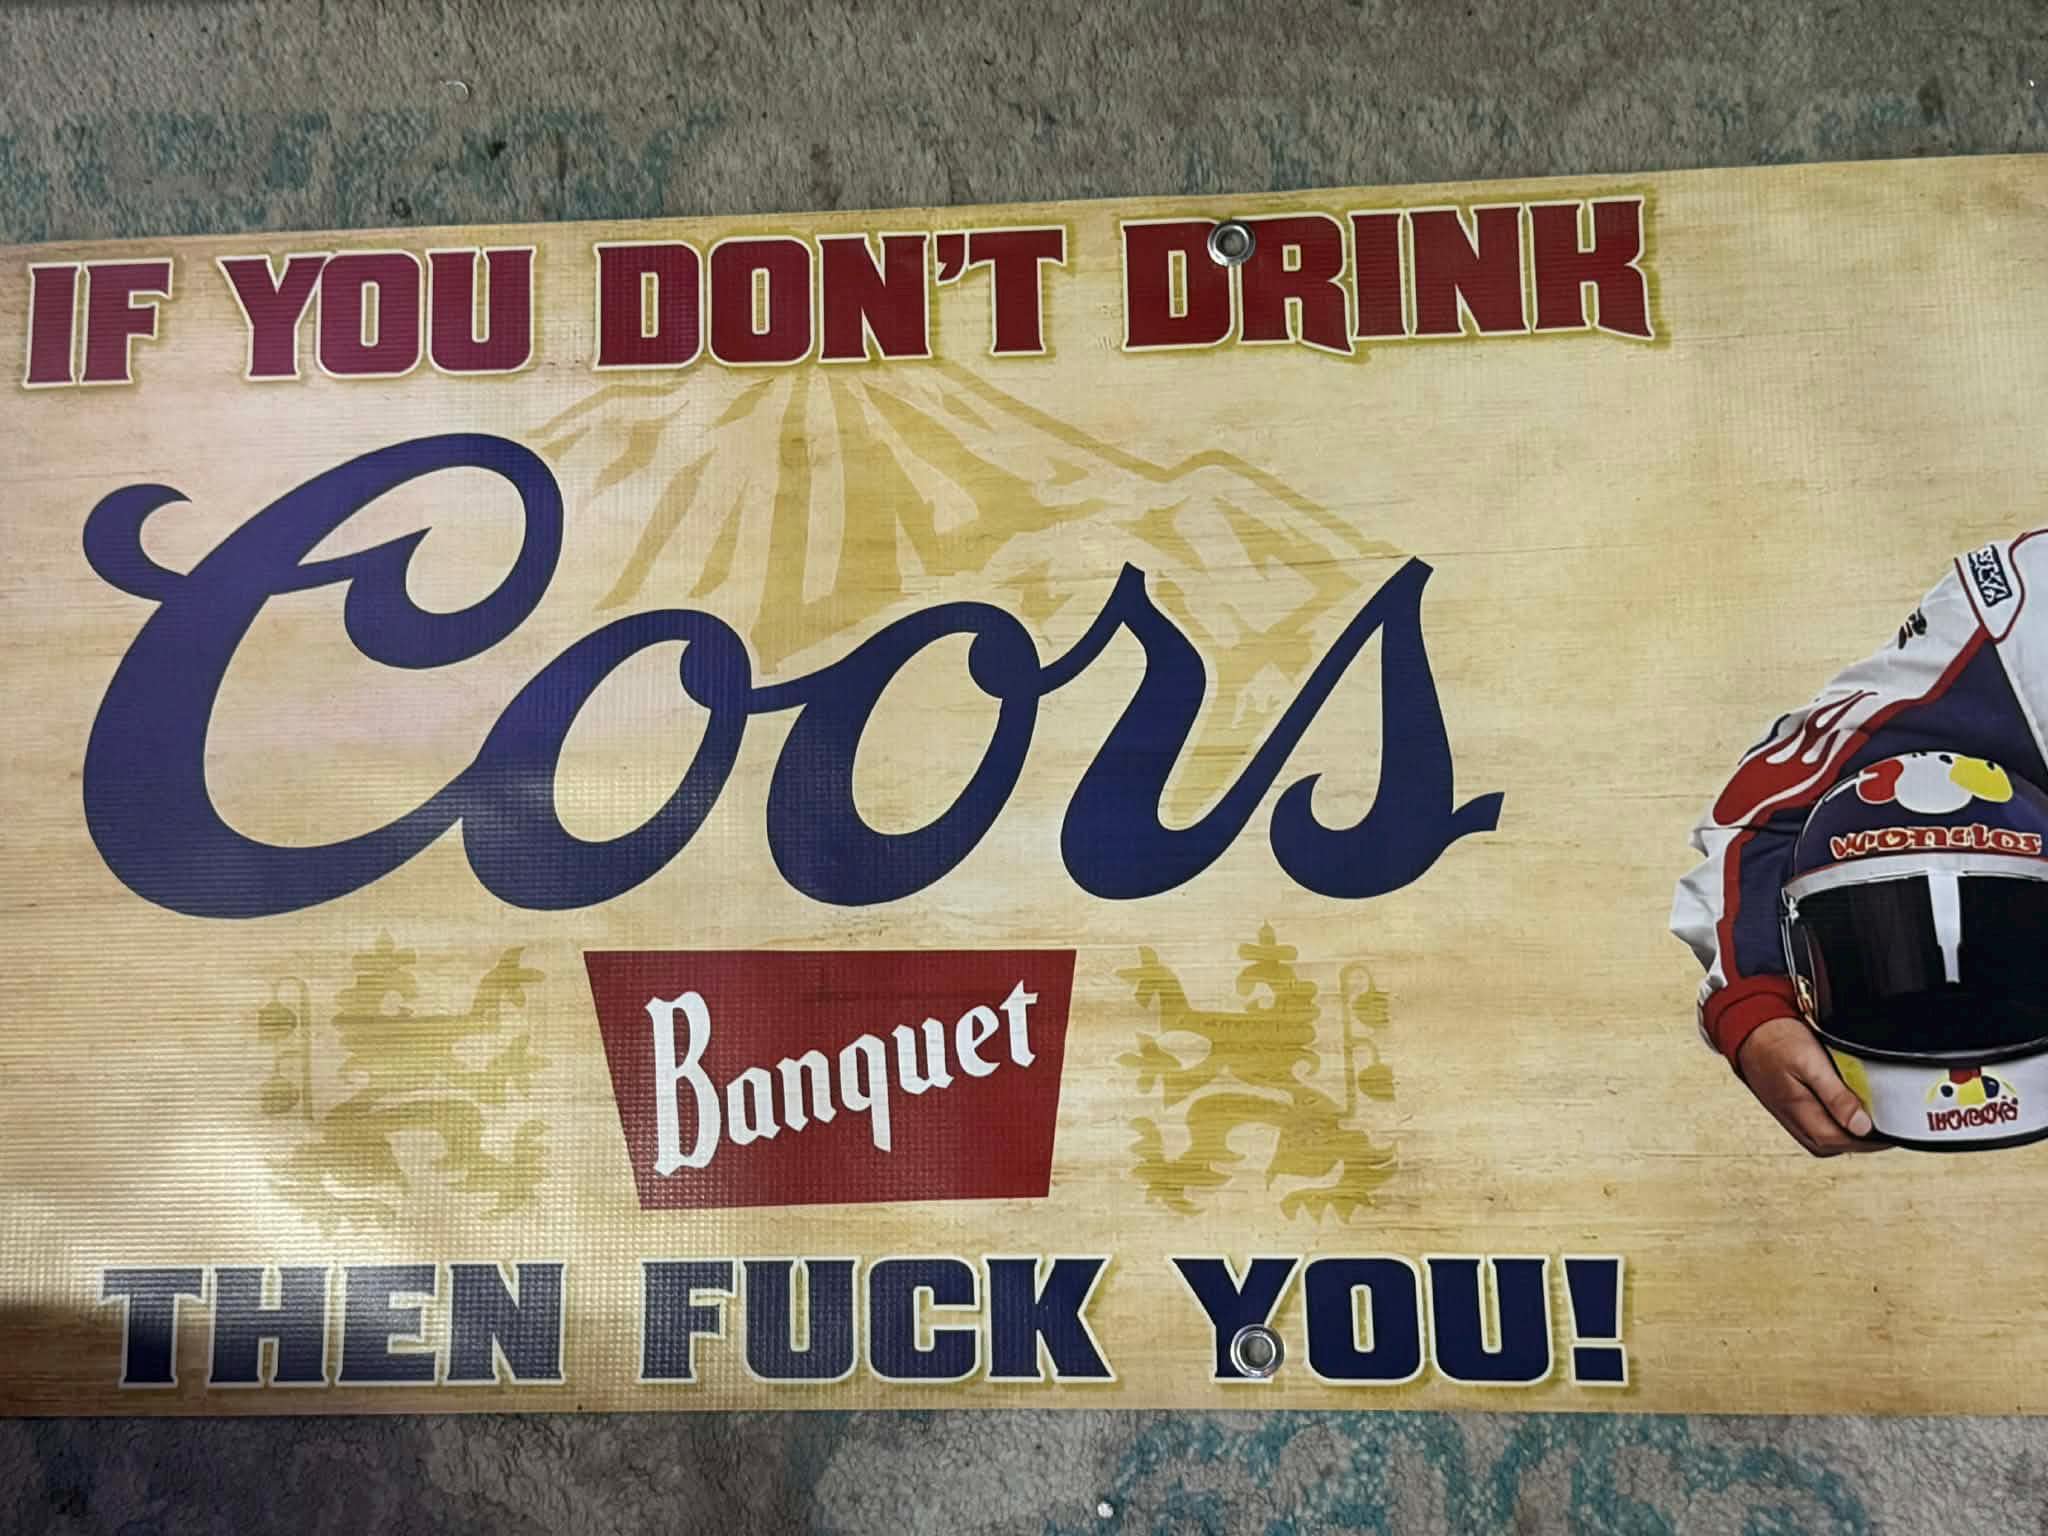 IF YOU DON'T DRINK
Coors
Banquet
THEN FUCK YOU!